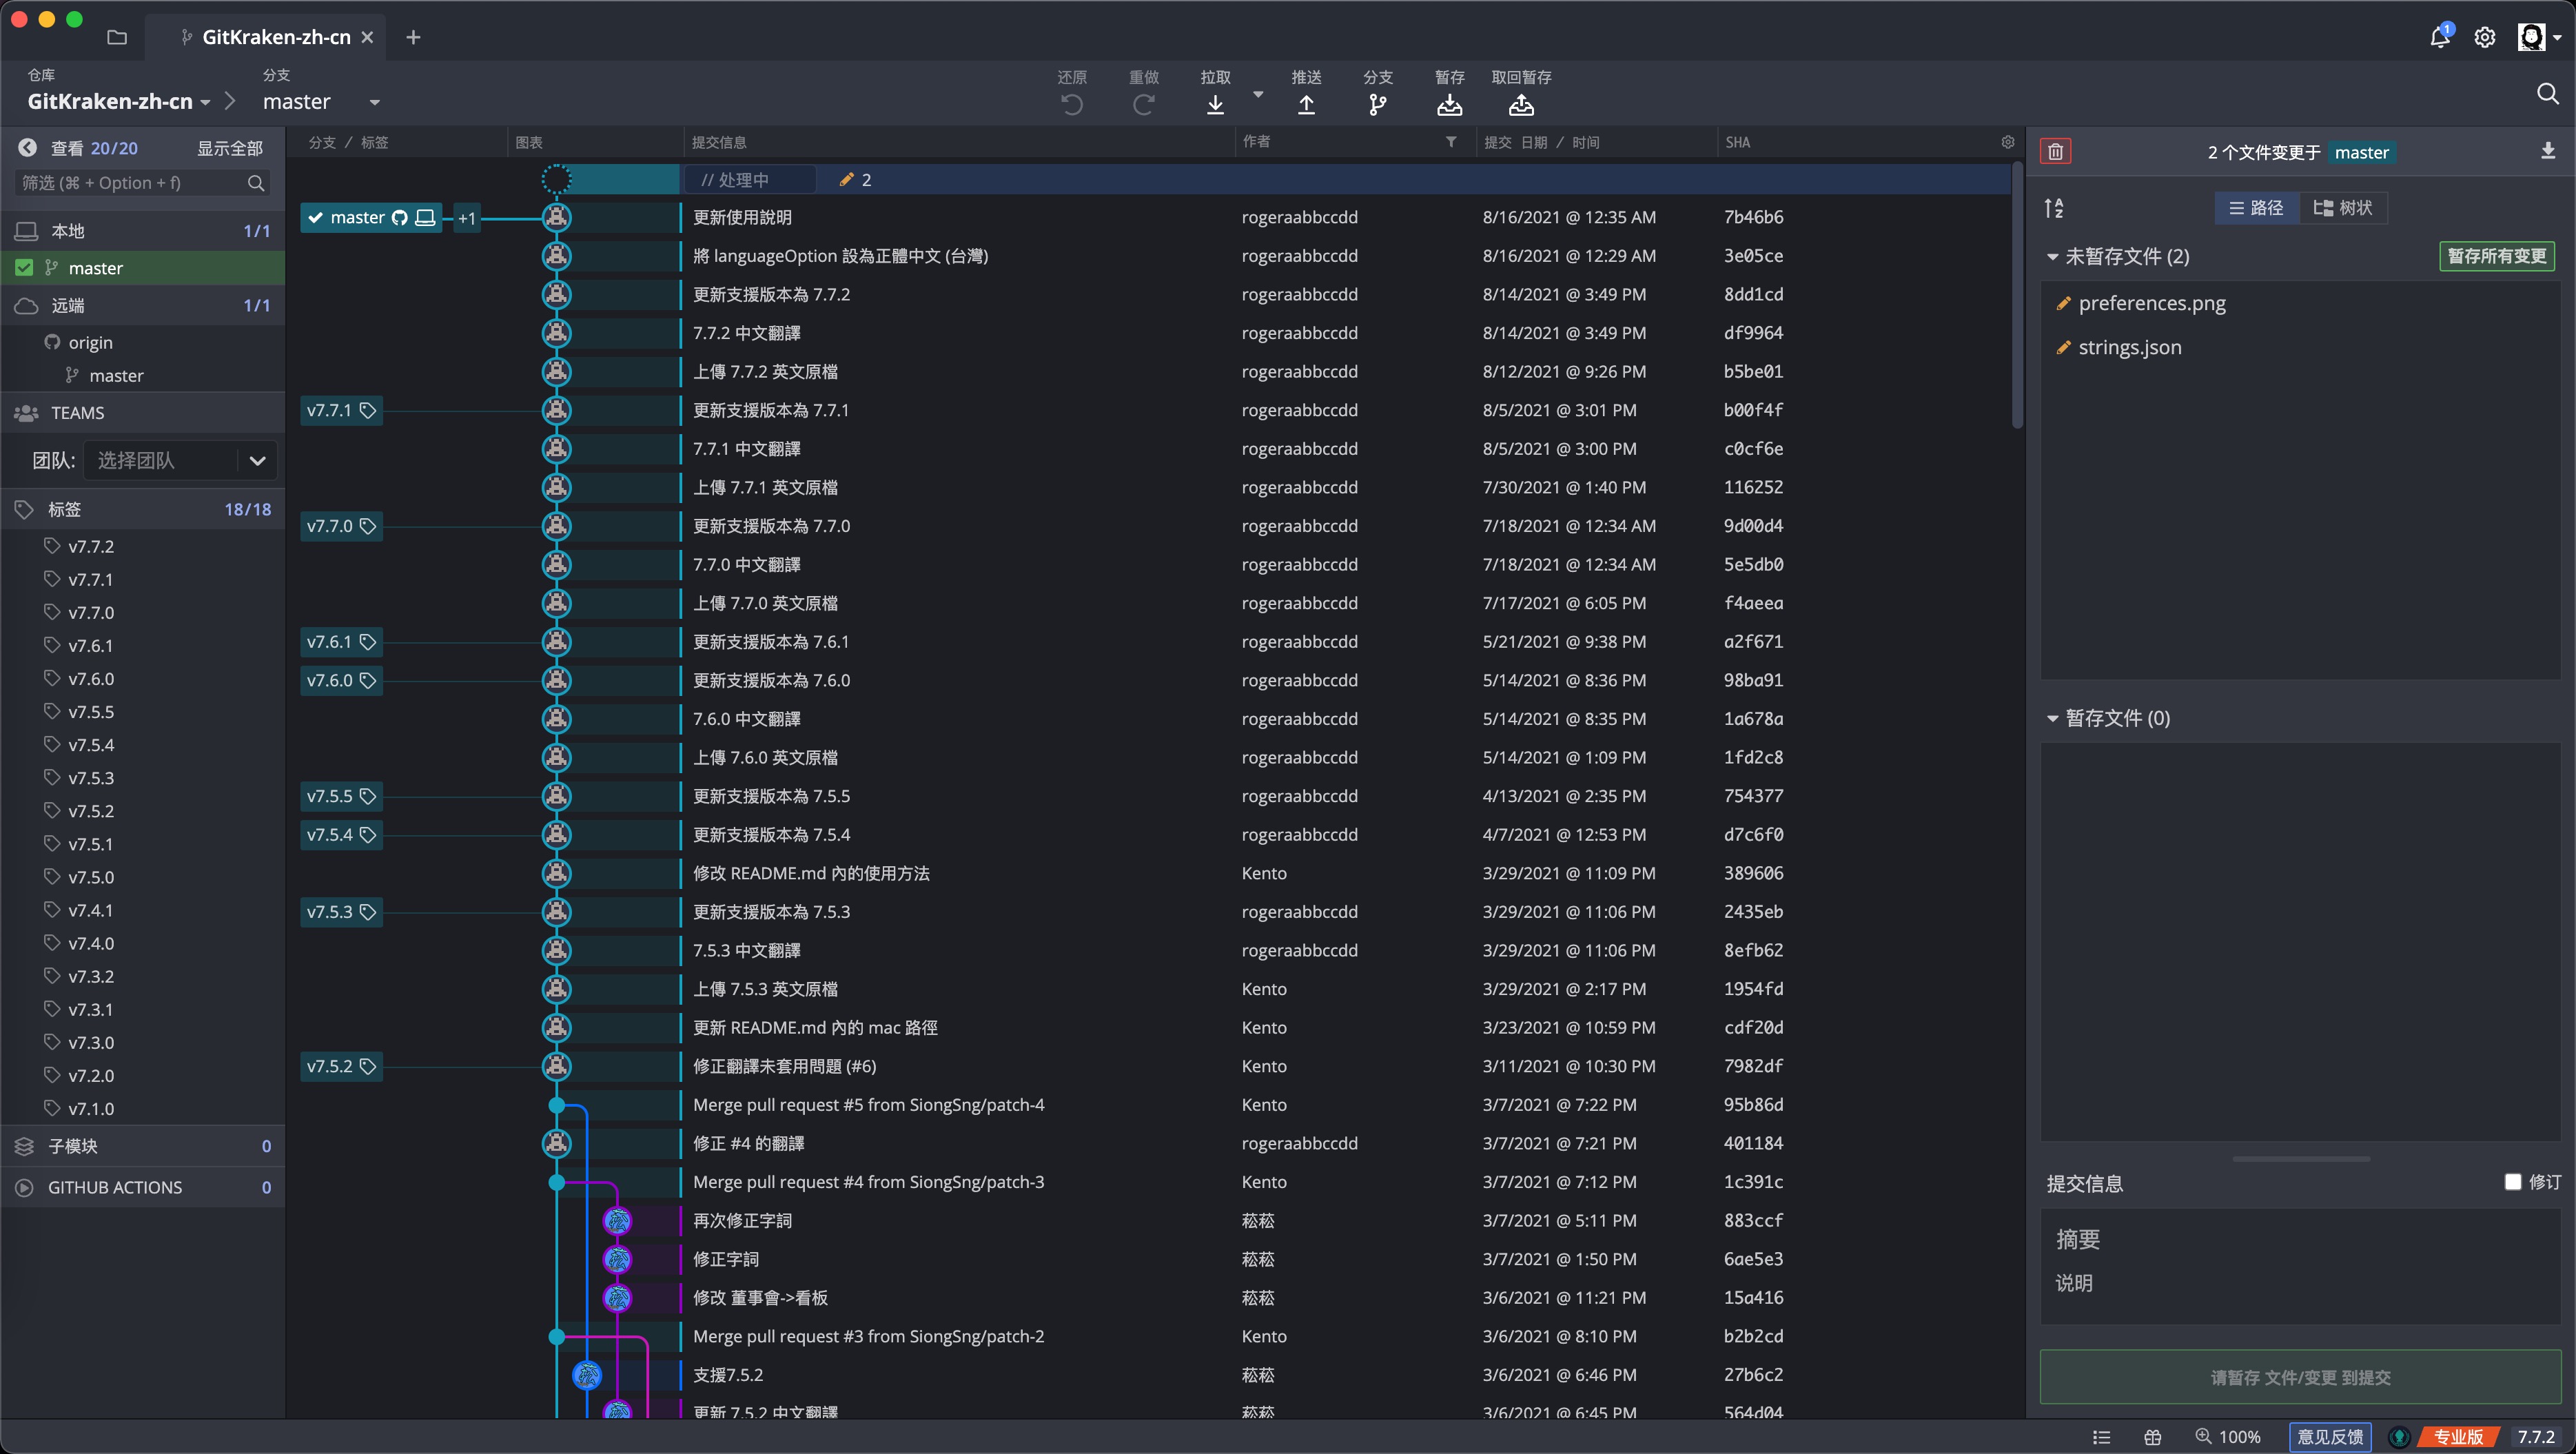 GitKraken-zh-cn
1
仓库
分支
GitKraken-zh-cn
master
还原
重做
拉取
推送
分支
暂存
取回暂存
查看 20/20
显示全部
筛选 (⌘ + Option + f)
本地 1/1
master
远端 1/1
origin
master
TEAMS
团队: 选择团队
标签 18/18
v7.7.2
v7.7.1
v7.7.0
v7.6.1
v7.6.0
v7.5.5
v7.5.4
v7.5.3
v7.5.2
v7.5.1
v7.5.0
v7.4.1
v7.4.0
v7.3.2
v7.3.1
v7.3.0
v7.2.0
v7.1.0
子模块 0
GITHUB ACTIONS 0
分支 / 标签 图表 提交信息 作者 提交 日期 / 时间 SHA
// 处理中 2
master +1 更新使用說明 rogeraabbccdd 8/16/2021 @ 12:35 AM 7b46b6
將 languageOption 設為正體中文 (台灣) rogeraabbccdd 8/16/2021 @ 12:29 AM 3e05ce
更新支援版本為 7.7.2 rogeraabbccdd 8/14/2021 @ 3:49 PM 8dd1cd
7.7.2 中文翻譯 rogeraabbccdd 8/14/2021 @ 3:49 PM df9964
上傳 7.7.2 英文原檔 rogeraabbccdd 8/12/2021 @ 9:26 PM b5be01
v7.7.1 更新支援版本為 7.7.1 rogeraabbccdd 8/5/2021 @ 3:01 PM b00f4f
7.7.1 中文翻譯 rogeraabbccdd 8/5/2021 @ 3:00 PM c0cf6e
上傳 7.7.1 英文原檔 rogeraabbccdd 7/30/2021 @ 1:40 PM 116252
v7.7.0 更新支援版本為 7.7.0 rogeraabbccdd 7/18/2021 @ 12:34 AM 9d00d4
7.7.0 中文翻譯 rogeraabbccdd 7/18/2021 @ 12:34 AM 5e5db0
上傳 7.7.0 英文原檔 rogeraabbccdd 7/17/2021 @ 6:05 PM f4aeea
v7.6.1 更新支援版本為 7.6.1 rogeraabbccdd 5/21/2021 @ 9:38 PM a2f671
v7.6.0 更新支援版本為 7.6.0 rogeraabbccdd 5/14/2021 @ 8:36 PM 98ba91
7.6.0 中文翻譯 rogeraabbccdd 5/14/2021 @ 8:35 PM 1a678a
上傳 7.6.0 英文原檔 rogeraabbccdd 5/14/2021 @ 1:09 PM 1fd2c8
v7.5.5 更新支援版本為 7.5.5 rogeraabbccdd 4/13/2021 @ 2:35 PM 754377
v7.5.4 更新支援版本為 7.5.4 rogeraabbccdd 4/7/2021 @ 12:53 PM d7c6f0
修改 README.md 內的使用方法 Kento 3/29/2021 @ 11:09 PM 389606
v7.5.3 更新支援版本為 7.5.3 rogeraabbccdd 3/29/2021 @ 11:06 PM 2435eb
7.5.3 中文翻譯 rogeraabbccdd 3/29/2021 @ 11:06 PM 8efb62
上傳 7.5.3 英文原檔 Kento 3/29/2021 @ 2:17 PM 1954fd
更新 README.md 內的 mac 路徑 Kento 3/23/2021 @ 10:59 PM cdf20d
v7.5.2 修正翻譯未套用問題 (#6) Kento 3/11/2021 @ 10:30 PM 7982df
Merge pull request #5 from SiongSng/patch-4 Kento 3/7/2021 @ 7:22 PM 95b86d
修正 #4 的翻譯 rogeraabbccdd 3/7/2021 @ 7:21 PM 401184
Merge pull request #4 from SiongSng/patch-3 Kento 3/7/2021 @ 7:12 PM 1c391c
再次修正字詞 菘菘 3/7/2021 @ 5:11 PM 883ccf
修正字詞 菘菘 3/7/2021 @ 1:50 PM 6ae5e3
修改 董事會->看板 菘菘 3/6/2021 @ 11:21 PM 15a416
Merge pull request #3 from SiongSng/patch-2 Kento 3/6/2021 @ 8:10 PM b2b2cd
支援7.5.2 菘菘 3/6/2021 @ 6:46 PM 27b6c2
更新 7.5.2 中文翻譯 菘菘 3/6/2021 @ 6:45 PM 564d04
2 个文件变更于 master
路径
树状
未暂存文件 (2)
暂存所有变更
preferences.png
strings.json
暂存文件 (0)
提交信息
修订
摘要
说明
请暂存 文件/变更 到提交
100%
意见反馈
专业版
7.7.2